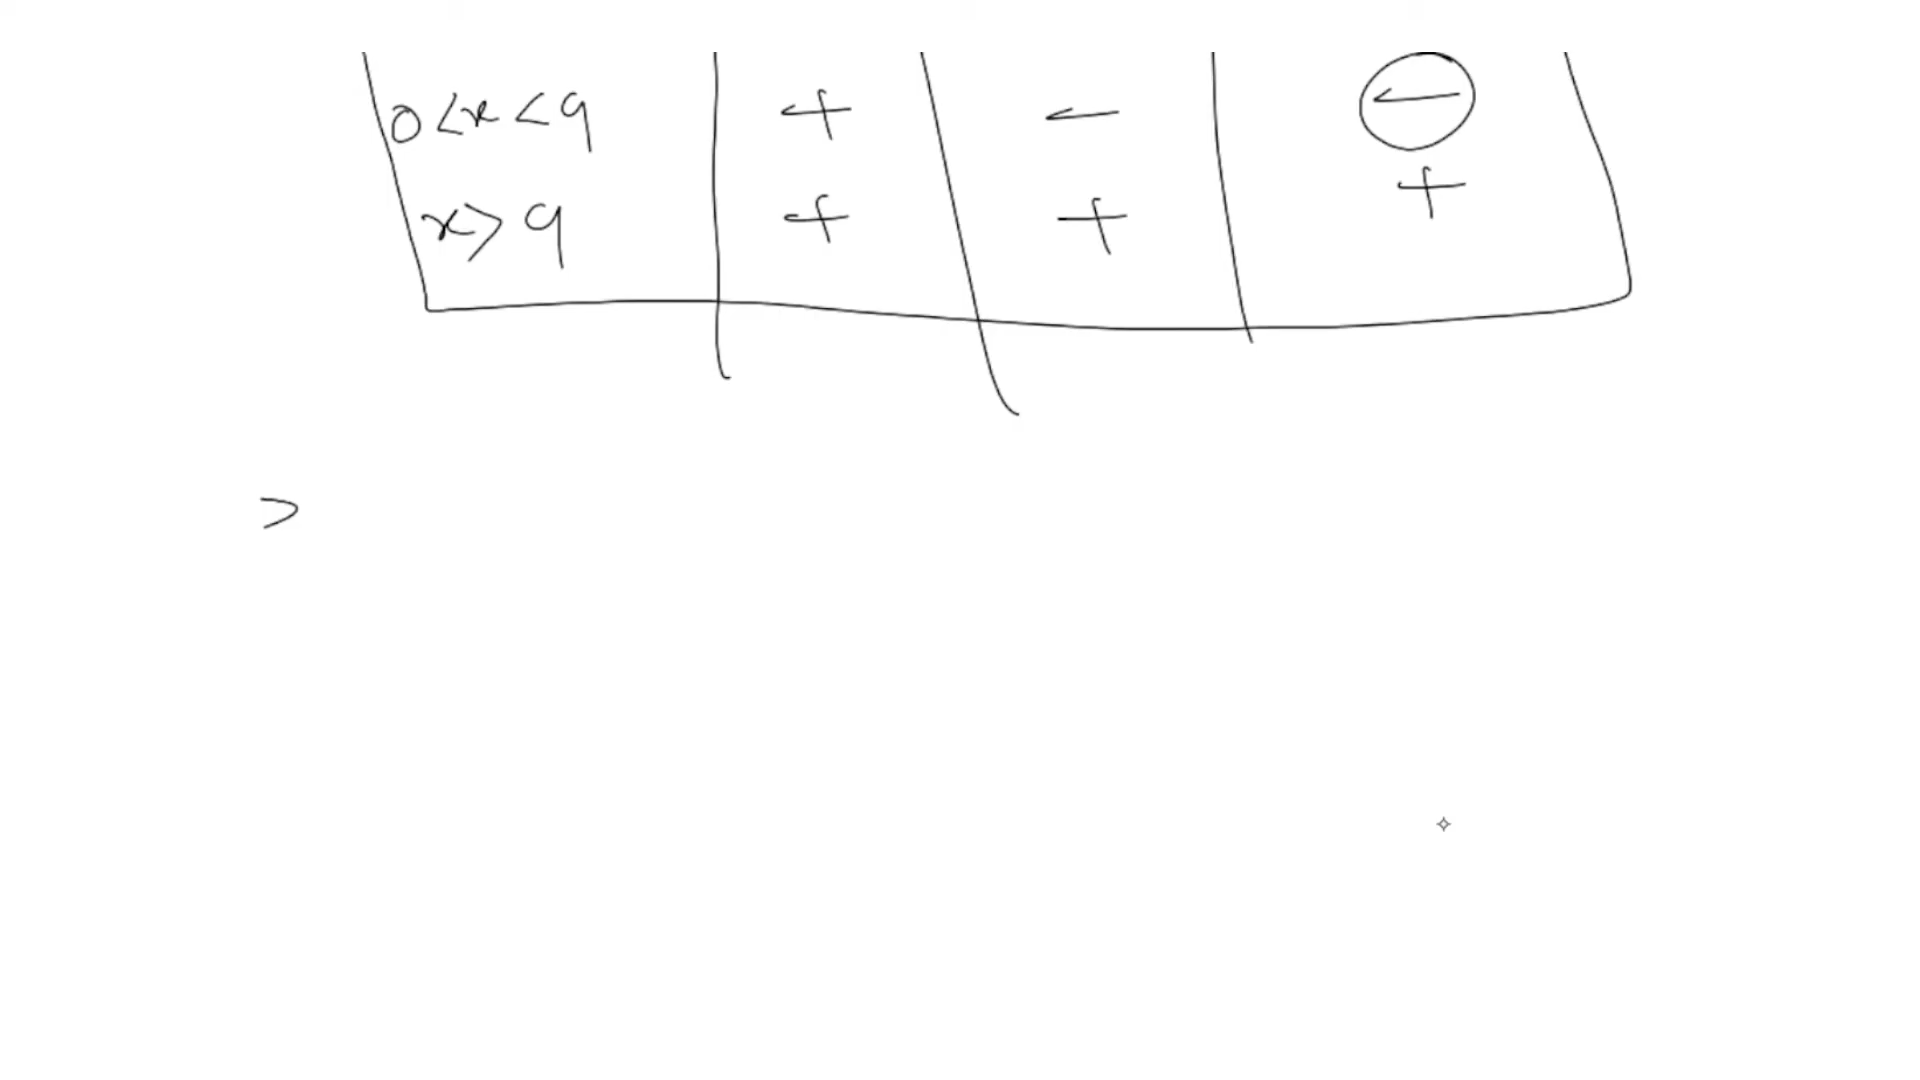 0<x<9 + - -
x>9 + + +
>